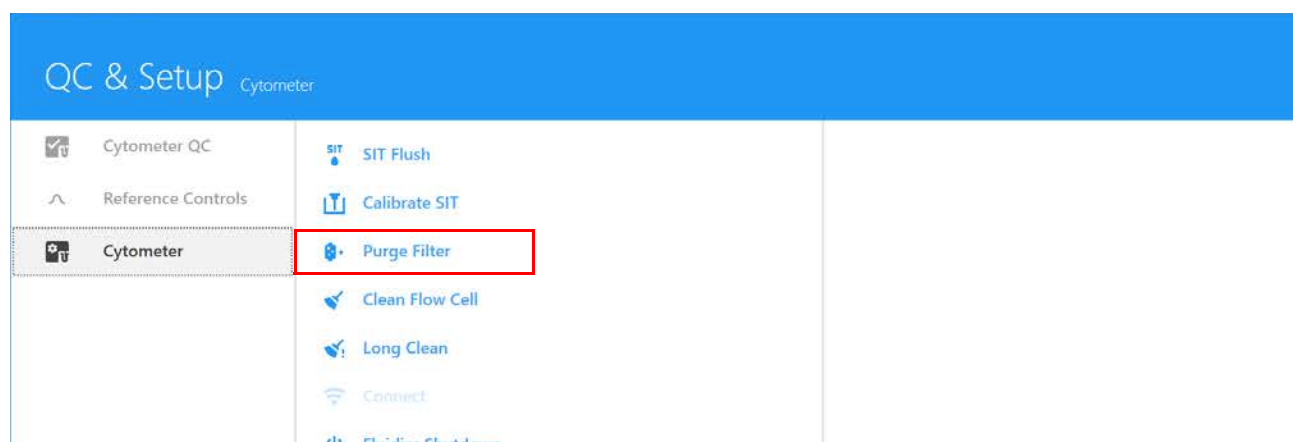 QC & Setup Cytometer
Cytometer QC
Reference Controls
Cytometer
SIT SIT Flush
Calibrate SIT
Purge Filter
Clean Flow Cell
Long Clean
Connect